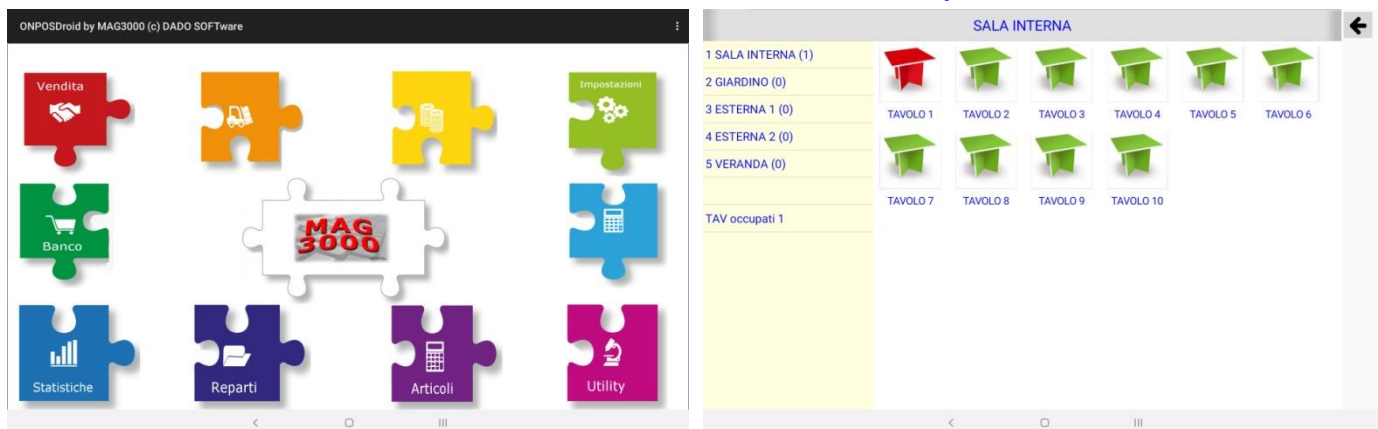 ONPOSDroid by MAG3000 (c) DADO SOFTware
Vendita
Impostazioni
Banco
MAG
3000
Statistiche
Reparti
Articoli
Utility
SALA INTERNA
1 SALA INTERNA (1)
2 GIARDINO (0)
3 ESTERNA 1 (0)
4 ESTERNA 2 (0)
5 VERANDA (0)
TAV occupati 1
TAVOLO 1 TAVOLO 2 TAVOLO 3 TAVOLO 4 TAVOLO 5 TAVOLO 6
TAVOLO 7 TAVOLO 8 TAVOLO 9 TAVOLO 10